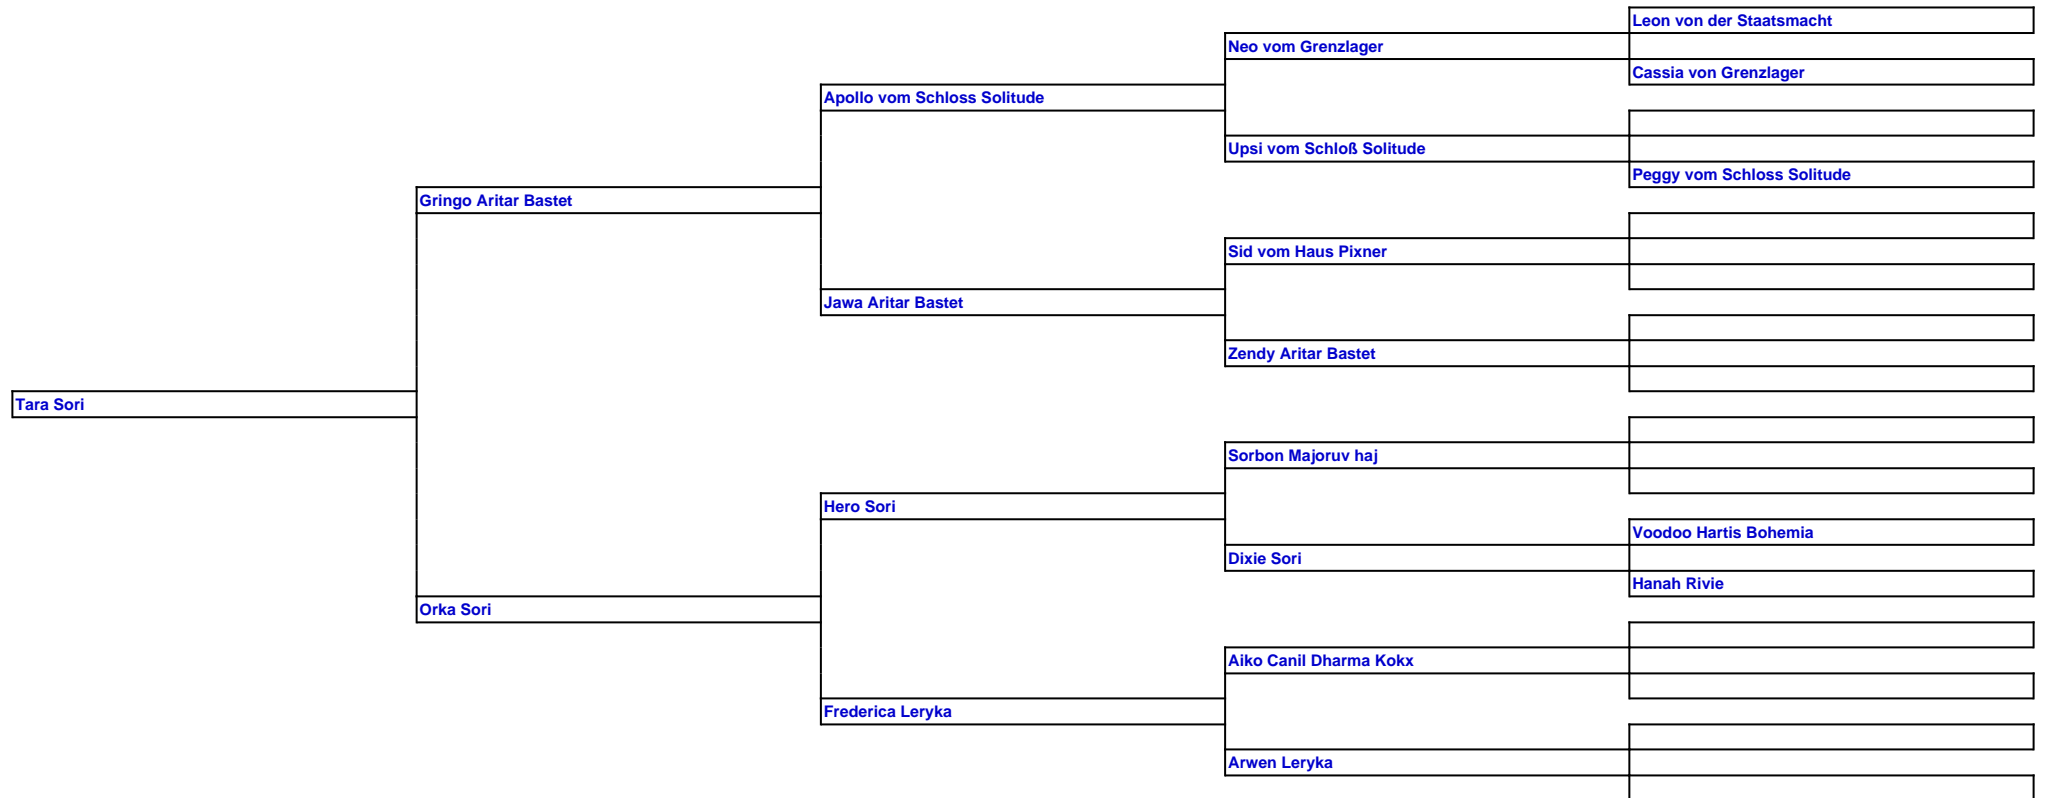 Leon von der Staatsmacht
Neo vom Grenzlager
Cassia von Grenzlager
Apollo vom Schloss Solitude
Upsi vom Schloß Solitude
Peggy vom Schloss Solitude
Gringo Aritar Bastet
Sid vom Haus Pixner
Jawa Aritar Bastet
Zendy Aritar Bastet
Tara Sori
Sorbon Majoruv haj
Hero Sori
Voodoo Hartis Bohemia
Dixie Sori
Hanah Rivie
Orka Sori
Aiko Canil Dharma Kokx
Frederica Leryka
Arwen Leryka